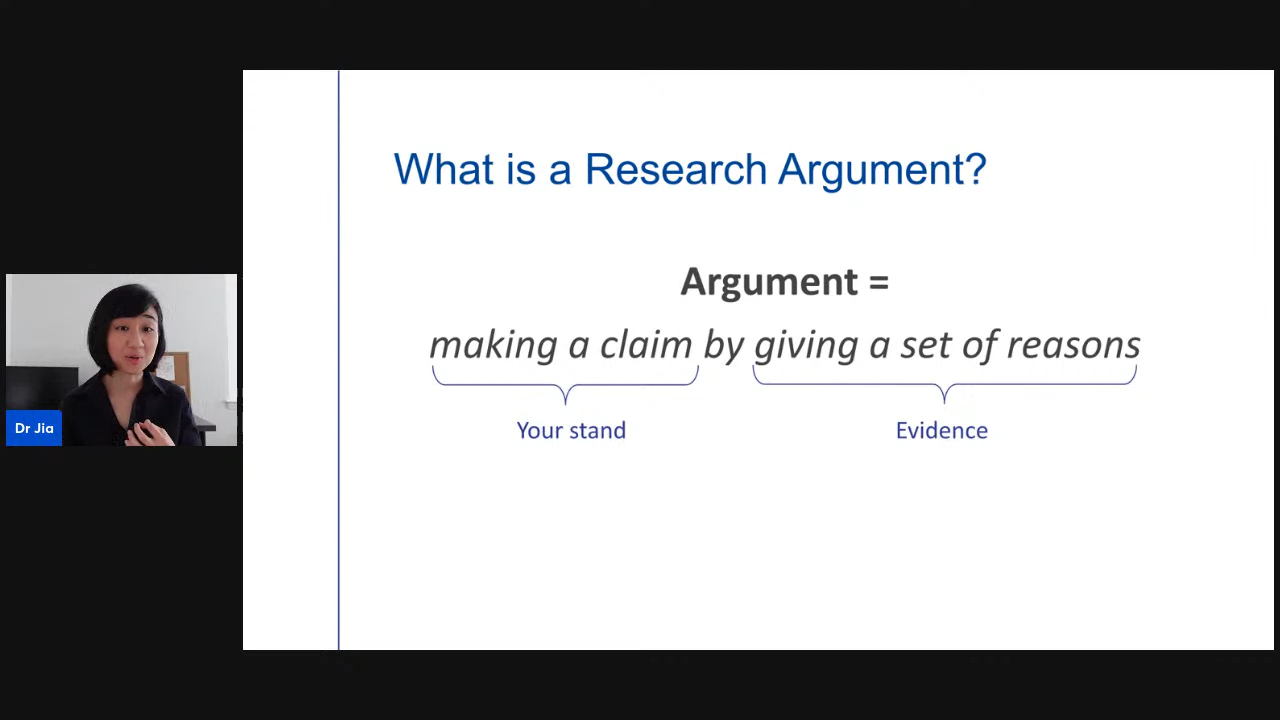 What is a Research Argument?
Argument =
making a claim by giving a set of reasons
Your stand
Evidence
Dr Jia